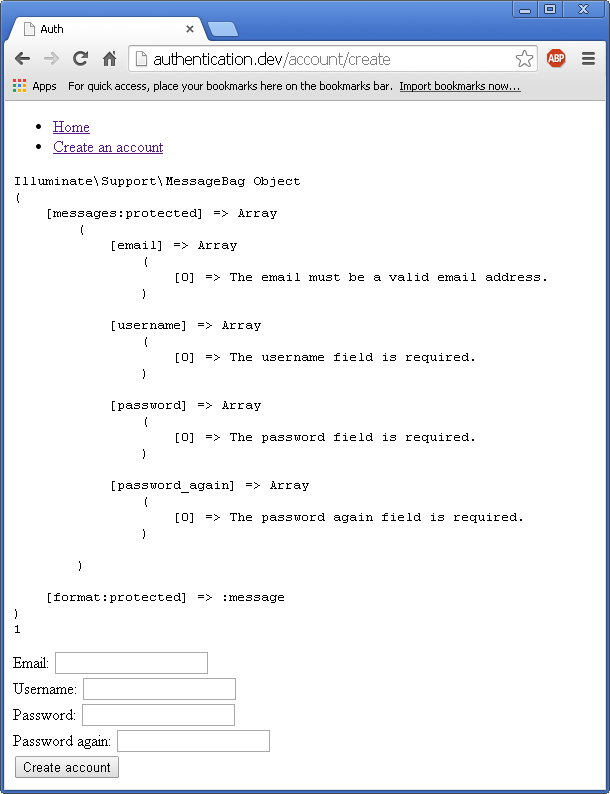 Auth
authentication.dev/account/create
ABP
Apps For quick access, place your bookmarks here on the bookmarks bar. Import bookmarks now...
Home
Create an account
Illuminate\Support\MessageBag Object
(
    [messages:protected] => Array
        (
            [email] => Array
                (
                    [0] => The email must be a valid email address.
                )

            [username] => Array
                (
                    [0] => The username field is required.
                )

            [password] => Array
                (
                    [0] => The password field is required.
                )

            [password_again] => Array
                (
                    [0] => The password again field is required.
                )

        )

    [format:protected] => :message
)
1
Email:
Username:
Password:
Password again:
Create account